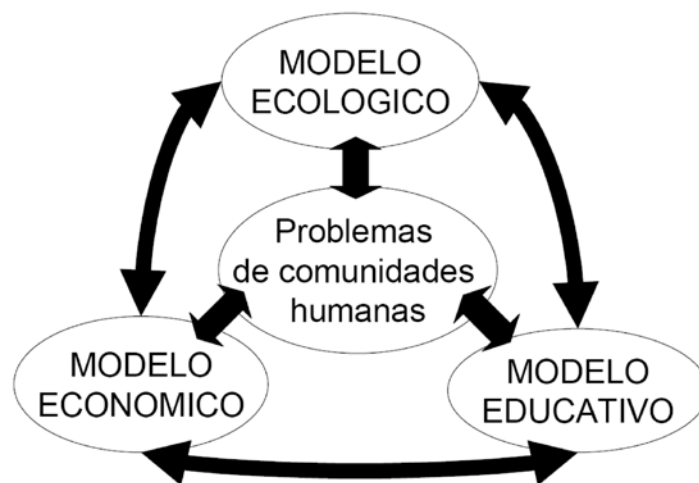 MODELO
ECOLOGICO
Problemas
de comunidades
humanas
MODELO
ECONOMICO
MODELO
EDUCATIVO